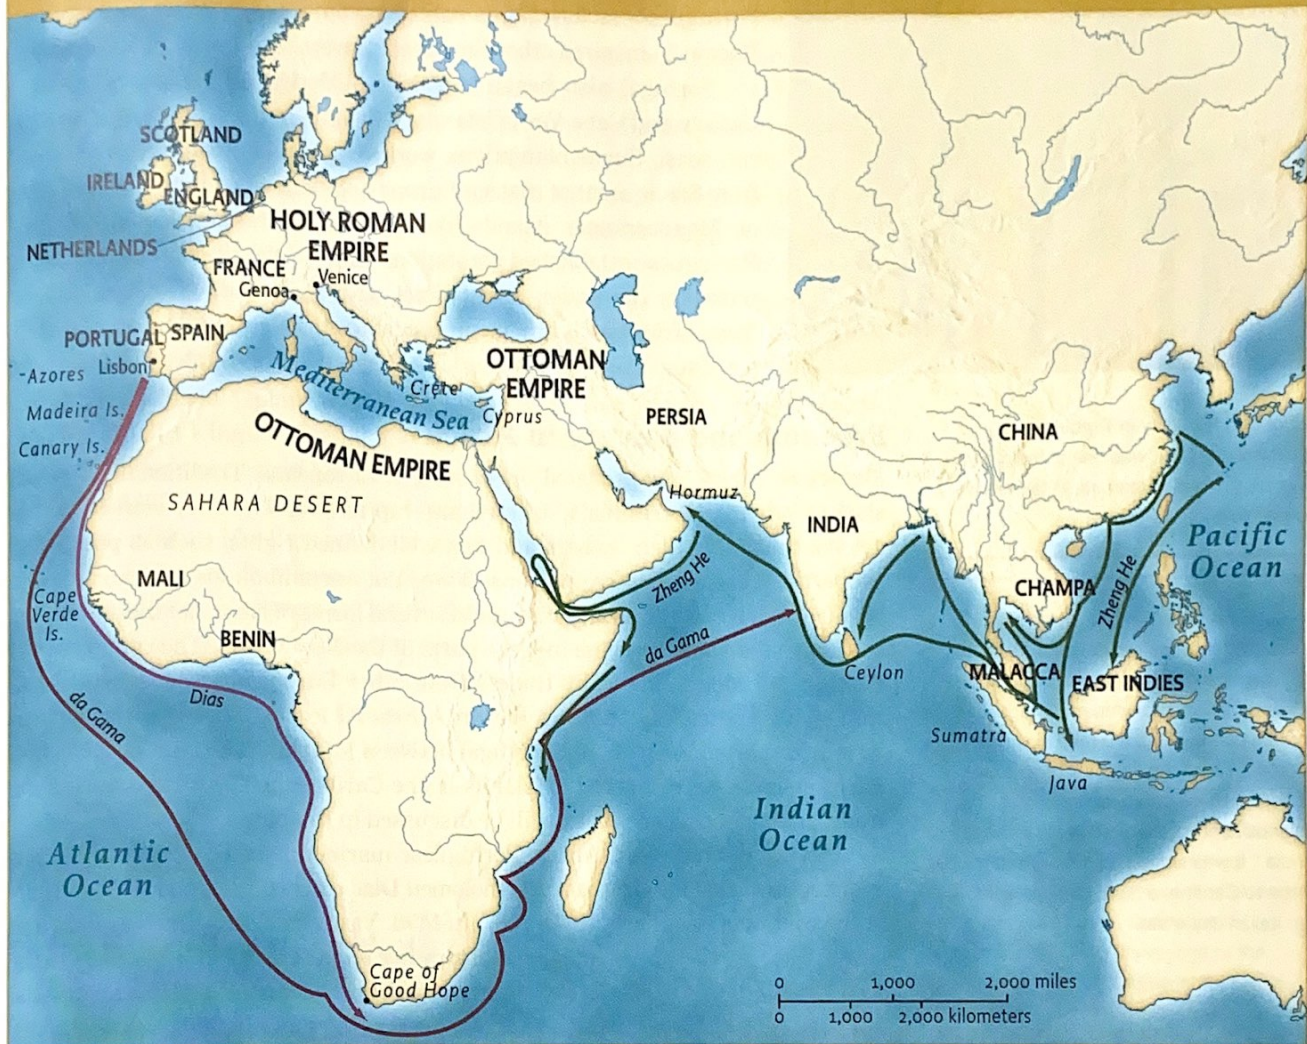 SCOTLAND
IRELAND
ENGLAND
HOLY ROMAN
EMPIRE
NETHERLANDS
FRANCE
Venice
Genoa
PORTUGAL
SPAIN
Lisbon
Azores
Mediterranean Sea
Crete
OTTOMAN
EMPIRE
Cyprus
Madeira Is.
Canary Is.
OTTOMAN EMPIRE
PERSIA
CHINA
SAHARA DESERT
Hormuz
INDIA
Pacific
Ocean
MALI
Cape
Verde
Is.
BENIN
Zheng He
CHAMPA
Zheng He
da Gama
Ceylon
MALACCA
EAST INDIES
Dias
da Gama
Sumatra
Java
Indian
Ocean
Atlantic
Ocean
Cape of
Good Hope
0 1,000 2,000 miles
0 1,000 2,000 kilometers